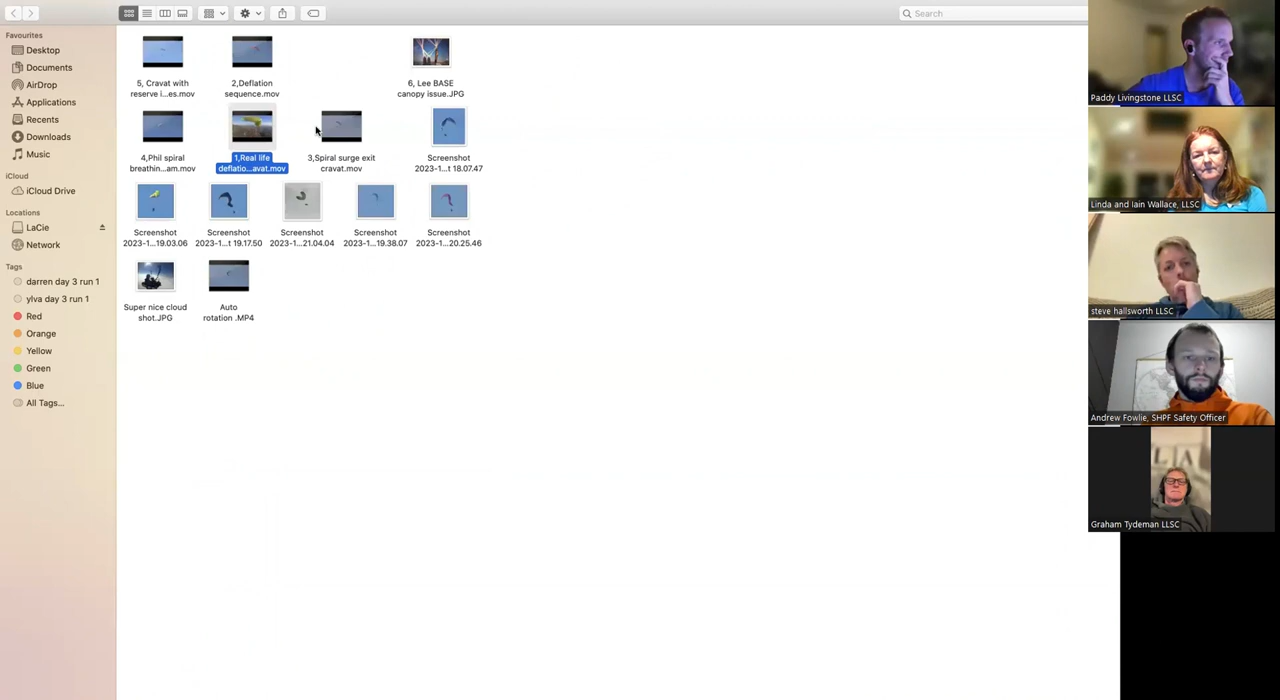 Search
Favourites
Desktop
Documents
AirDrop
Applications
Recents
Downloads
Music
iCloud
iCloud Drive
Locations
LaCie
Network
Tags
darren day 3 run 1
ylva day 3 run 1
Red
Orange
Yellow
Green
Blue
All Tags...
5, Cravat with
reserve i...es.mov
2,Deflation
sequence.mov
6, Lee BASE
canopy issue.JPG
4,Phil spiral
breathin...am.mov
1,Real life
deflatio...avat.mov
3,Spiral surge exit
cravat.mov
Screenshot
2023-1...t 18.07.47
Screenshot
2023-1...19.03.06
Screenshot
2023-1...t 19.17.50
Screenshot
2023-1...21.04.04
Screenshot
2023-1...19.38.07
Screenshot
2023-1...20.25.46
Super nice cloud
shot.JPG
Auto
rotation .MP4
Paddy Livingstone LLSC
Linda and Iain Wallace, LLSC
steve hallsworth LLSC
Andrew Fowlie, SHPF Safety Officer
Graham Tydeman LLSC